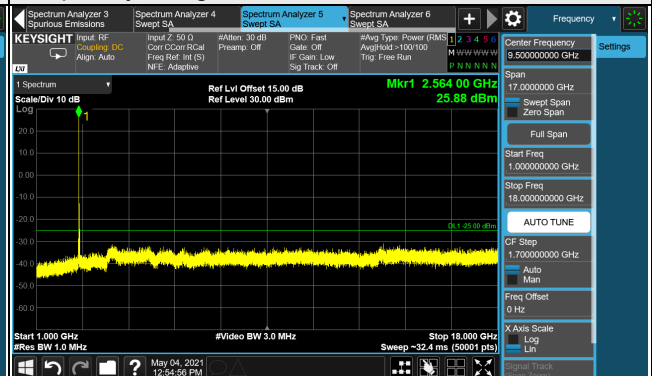 Spectrum Analyzer 3
Spurious Emissions
Spectrum Analyzer 4
Swept SA
Spectrum Analyzer 5
Swept SA
Spectrum Analyzer 6
Swept SA
+
Frequency
KEYSIGHT
Input: RF
Coupling: DC
Align: Auto
Input Z: 50 Ω
Corr CCorr RCal
Freq Ref: Int (S)
NFE: Adaptive
#Atten: 30 dB
Preamp: Off
PNO: Fast
Gate: Off
IF Gain: Low
Sig Track: Off
#Avg Type: Power (RMS
Avg|Hold:>100/100
Trig: Free Run
1 2 3 4 5 6
M W W W W W
P N N N N N
LXI
1 Spectrum
Scale/Div 10 dB
Log
Ref Lvl Offset 15.00 dB
Ref Level 30.00 dBm
Mkr1 2.564 00 GHz
25.88 dBm
1
20.0
10.0
0.00
-10.0
-20.0
-30.0
-40.0
-50.0
-60.0
DL1 -25.00 dBm
Start 1.000 GHz
#Res BW 1.0 MHz
#Video BW 3.0 MHz
Stop 18.000 GHz
Sweep ~32.4 ms (50001 pts)
May 04, 2021
12:54:56 PM
?
Center Frequency
9.500000000 GHz
Settings
Span
17.0000000 GHz
Swept Span
Zero Span
Full Span
Start Freq
1.000000000 GHz
Stop Freq
18.000000000 GHz
AUTO TUNE
CF Step
1.700000000 GHz
Auto
Man
Freq Offset
0 Hz
X Axis Scale
Log
Lin
Signal Track